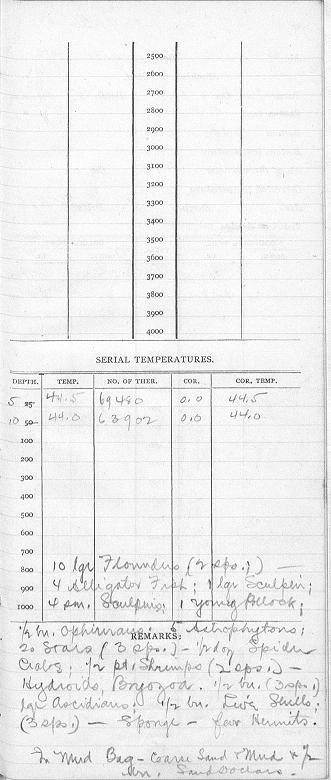 2500
2600
2700
2800
2900
3000
3100
3200
3300
3400
3500
3600
3700
3800
3900
4000
SERIAL TEMPERATURES.
DEPTH. TEMP. NO. OF THER. COR. COR. TEMP.
5 25 44.5 69480 0.0 44.5
10 50 44.0 63902 0.0 44.0
100
200
300
400
500
600
700
800 10 lgr Flounders (2 sps.;) —
900 4 Alligator Fish; 1 lgr Sculpin;
1000 4 sm. Sculpins; 1 young Pollock;
REMARKS:
1/2 bu. Ophiurans; 6 Astrophytons;
20 Stars (3 sps.) - 1/2 doz Spider
Crabs; 1/2 pt. Shrimps (2 sps.) —
Hydroids, Bryozoa. 1/2 bu. (3 sps.)
lgr Ascidians; 1/2 bu. Live Shells;
(3 sps.) — Sponge - few Hermits.
In Mud Bag - Coarse Sand & Mud & 1/2
bu. Sand Dollars.